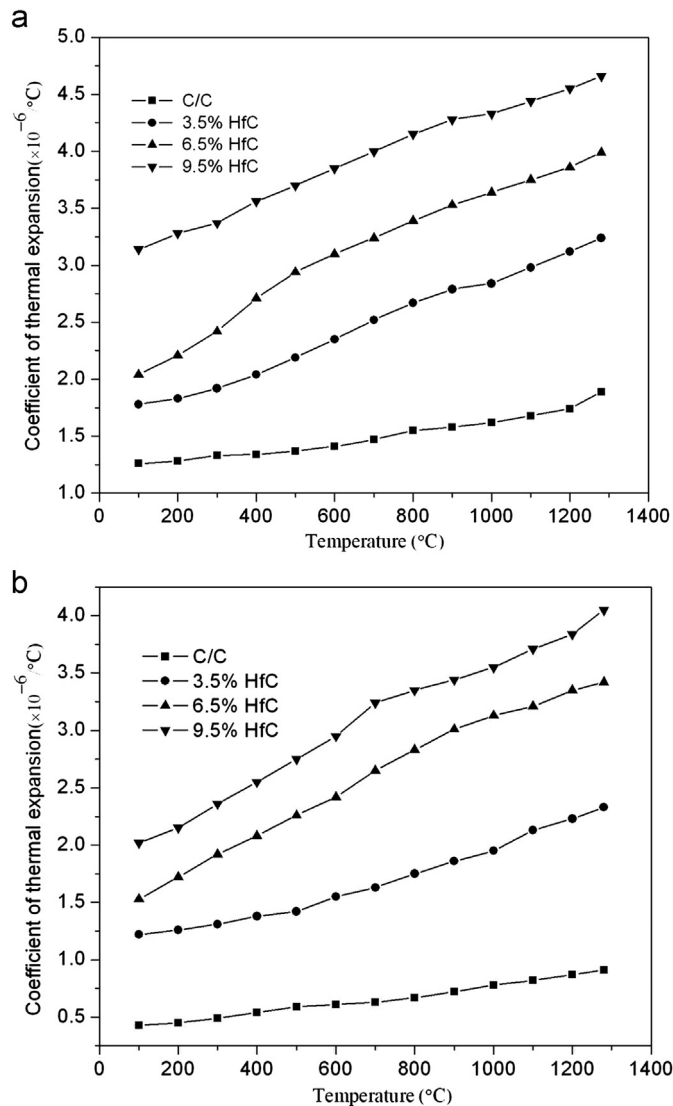 a
5.0
4.5
4.0
3.5
3.0
2.5
2.0
1.5
1.0
Coefficient of thermal expansion(×10⁻⁶/°C)
C/C
3.5% HfC
6.5% HfC
9.5% HfC
0 200 400 600 800 1000 1200 1400
Temperature (°C)
b
4.0
3.5
3.0
2.5
2.0
1.5
1.0
0.5
Coefficient of thermal expansion(×10⁻⁶/°C)
C/C
3.5% HfC
6.5% HfC
9.5% HfC
0 200 400 600 800 1000 1200 1400
Temperature (°C)